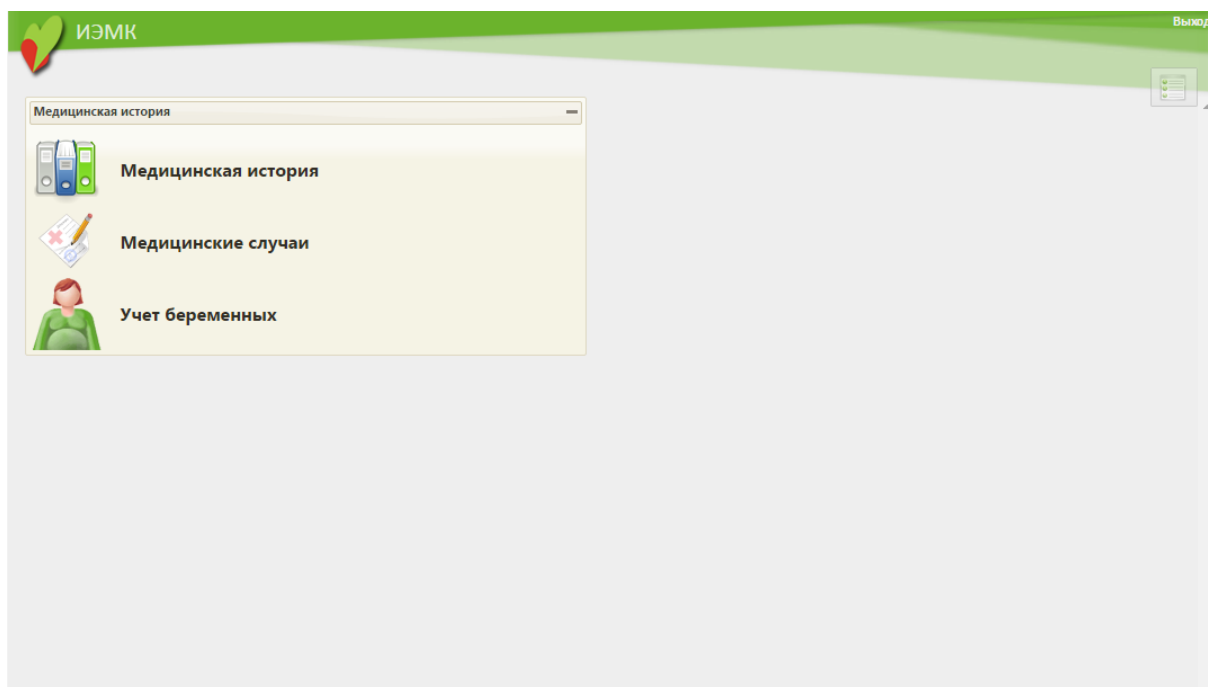 ИЭМК
Выход
Медицинская история
Медицинская история
Медицинские случаи
Учет беременных